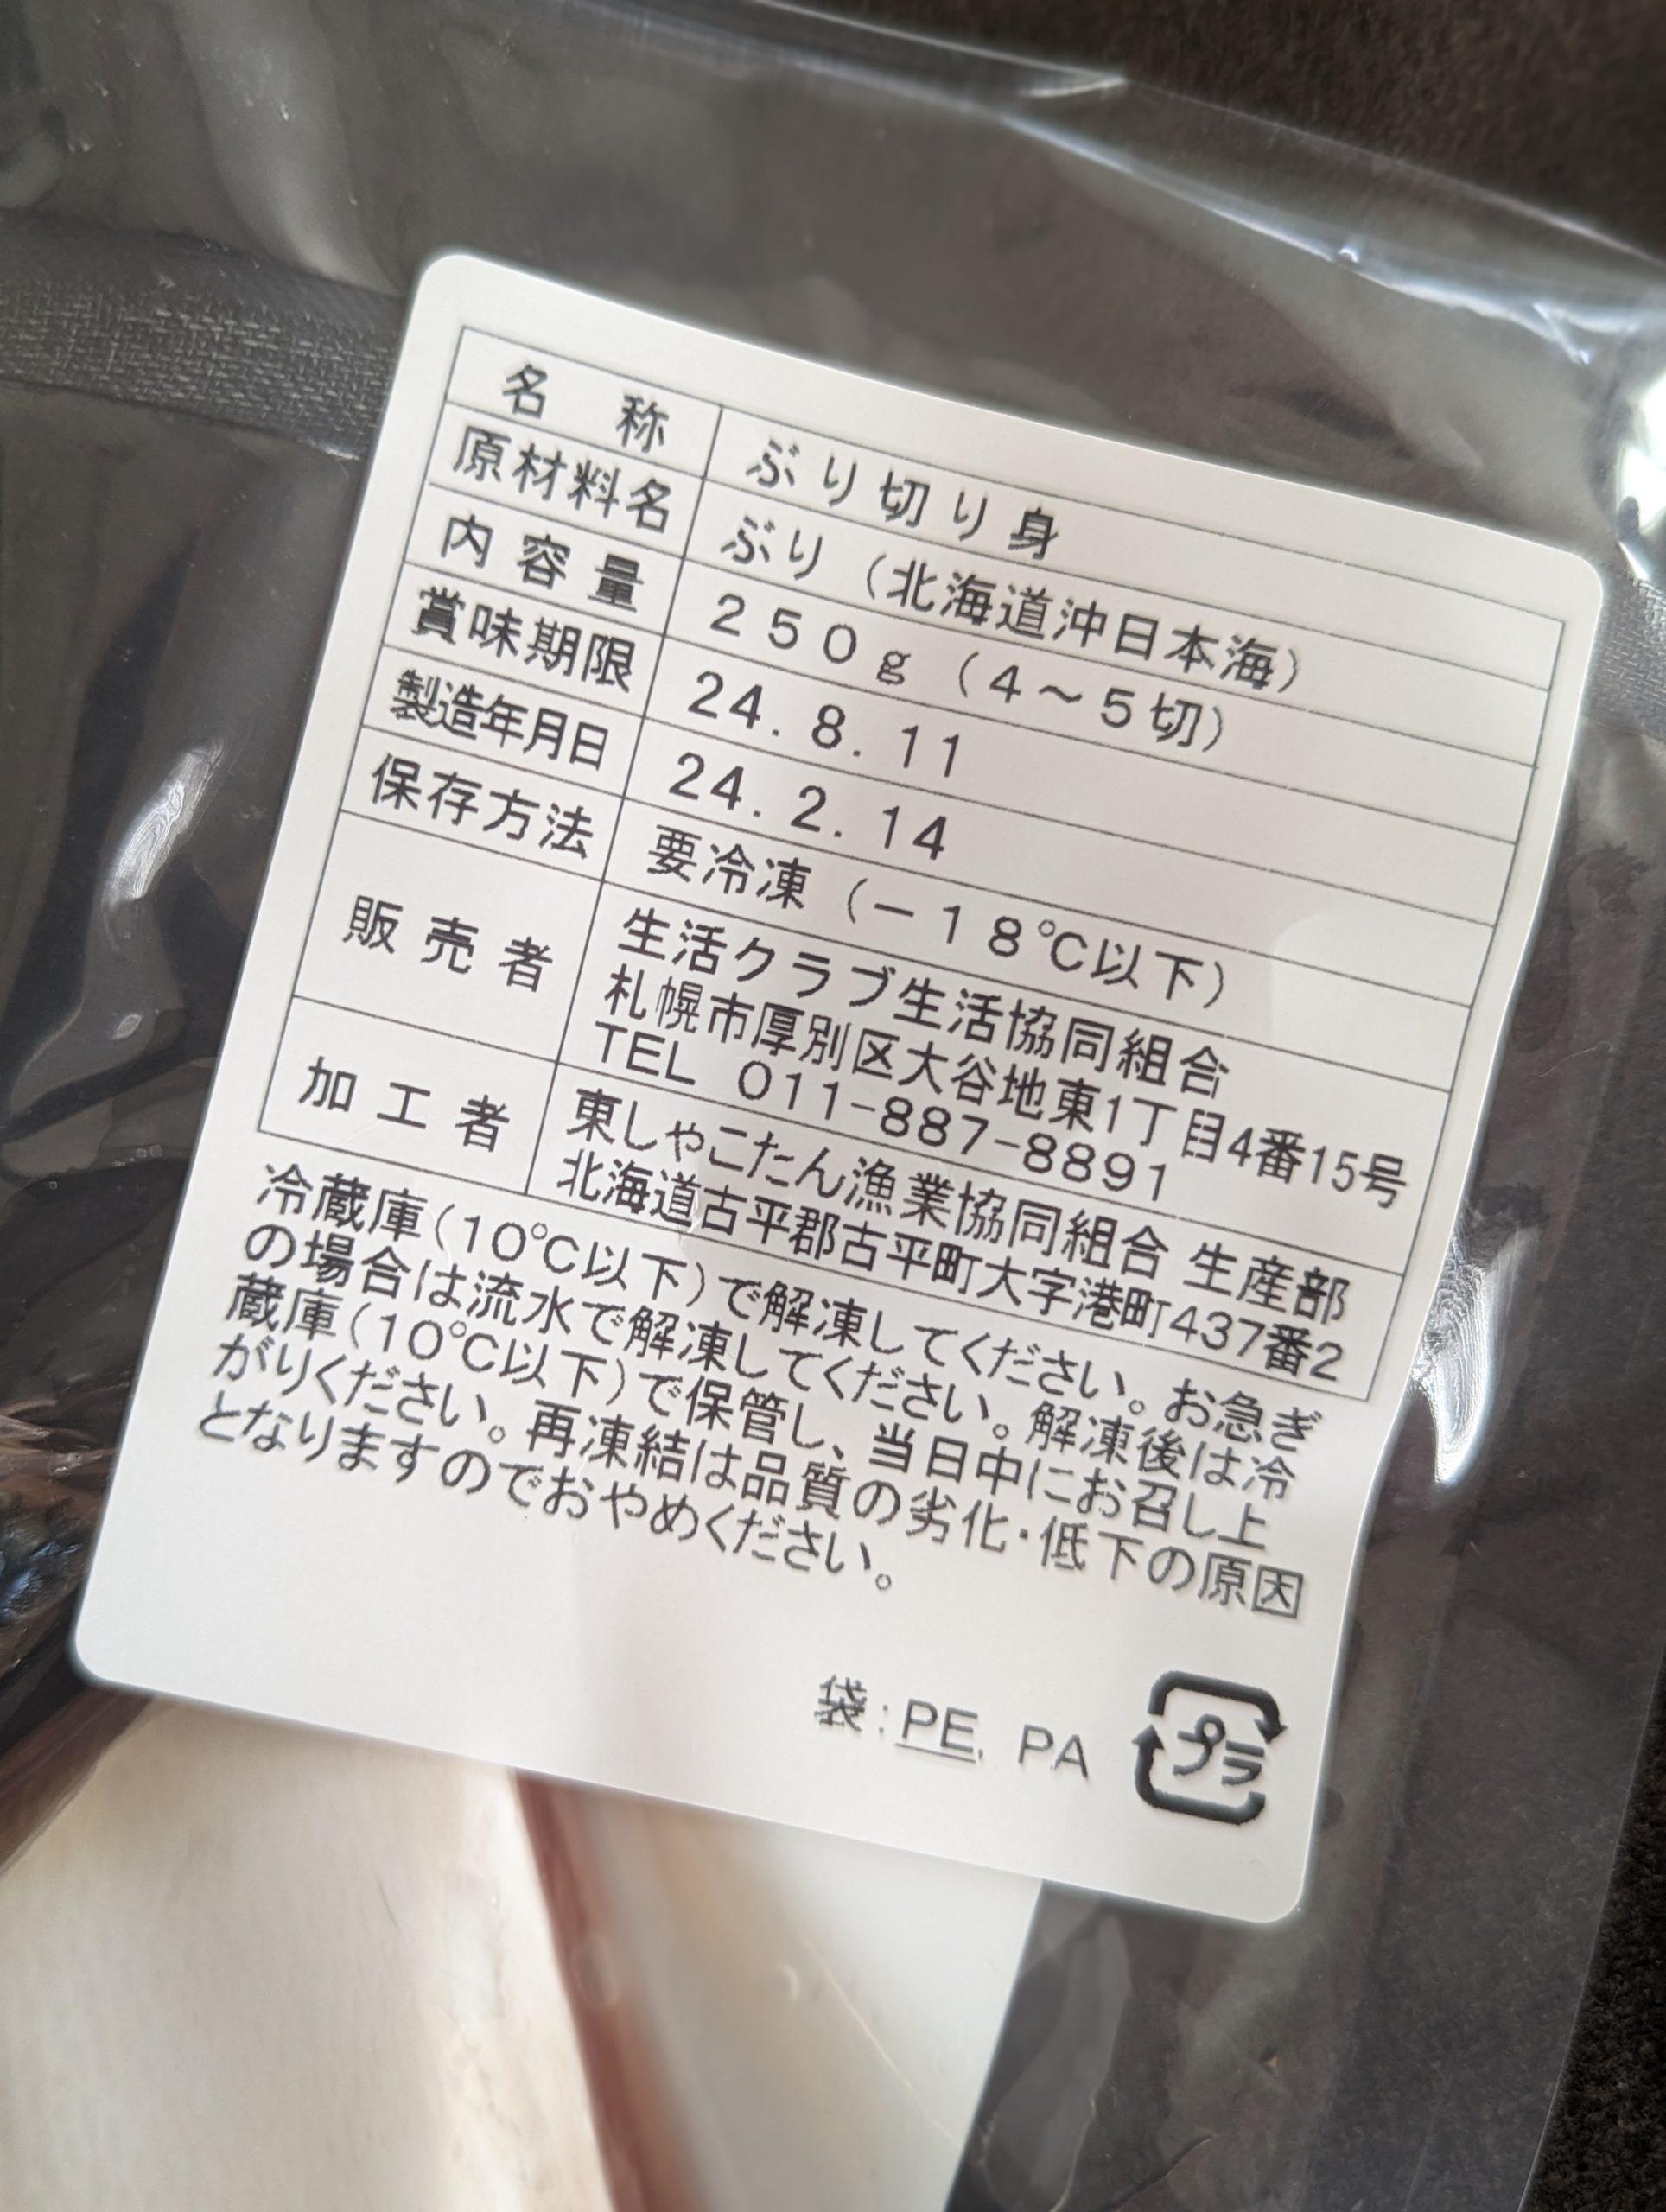 名称 ぶり切り身
原材料名 ぶり（北海道沖日本海）
内容量 250g（4～5切）
賞味期限 24.8.11
製造年月日 24.2.14
保存方法 要冷凍（－18℃以下）
販売者 生活クラブ生活協同組合
札幌市厚別区大谷地東1丁目4番15号
TEL 011-887-8891
加工者 東しゃこたん漁業協同組合 生産部
北海道古平郡古平町大字港町437番2
冷蔵庫(10℃以下)で解凍してください。お急ぎ
の場合は流水で解凍してください。解凍後は冷
蔵庫(10℃以下)で保管し、当日中にお召し上
がりください。再凍結は品質の劣化・低下の原因
となりますのでおやめください。
袋:PE, PA プラ